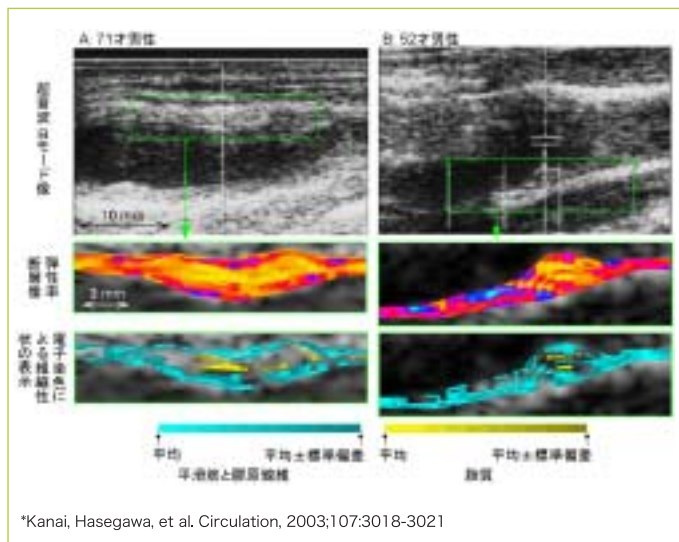 A: 71才男性
B: 52才男性
超音波Bモード像
10 mm
弾性率
断層像
3 mm
電子染色に
よる組織性
状の表示
平均
平均±標準偏差
平均
平均±標準偏差
平滑筋と膠原線維
脂質
*Kanai, Hasegawa, et al. Circulation, 2003;107:3018-3021